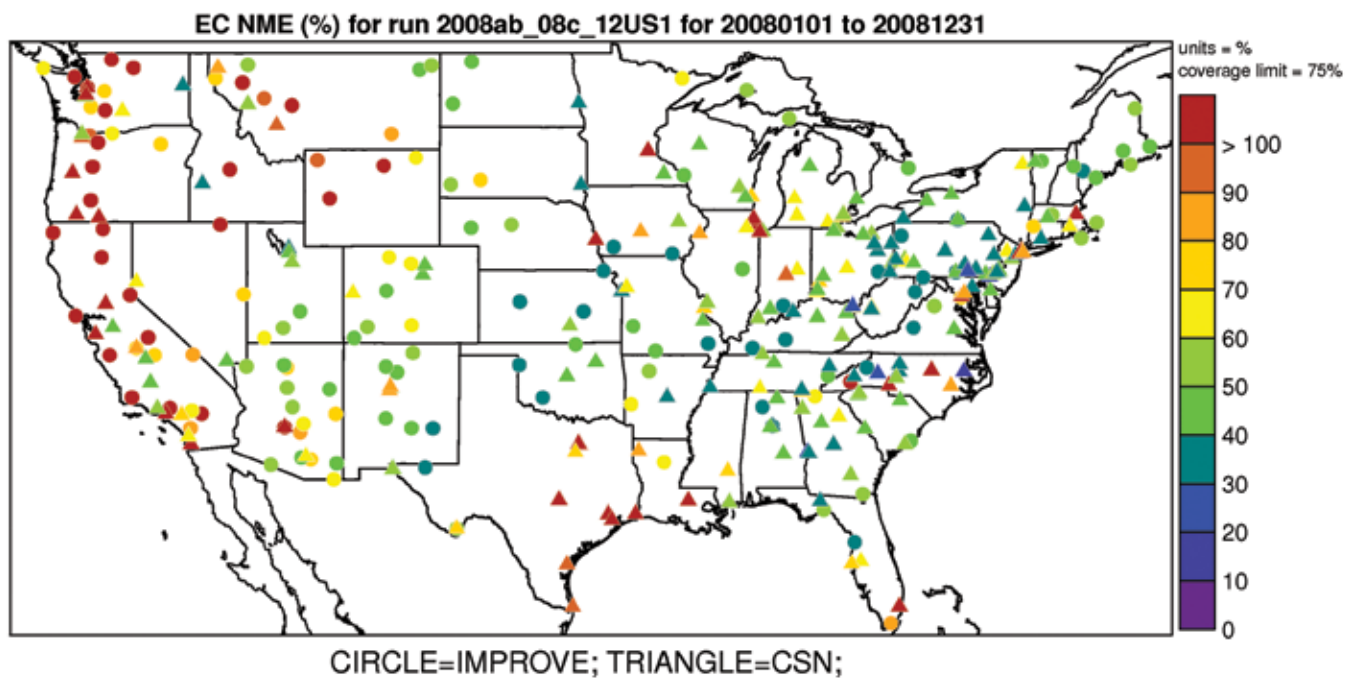 EC NME (%) for run 2008ab_08c_12US1 for 20080101 to 20081231
units = %
coverage limit = 75%
> 100
90
80
70
60
50
40
30
20
10
0
CIRCLE=IMPROVE; TRIANGLE=CSN;